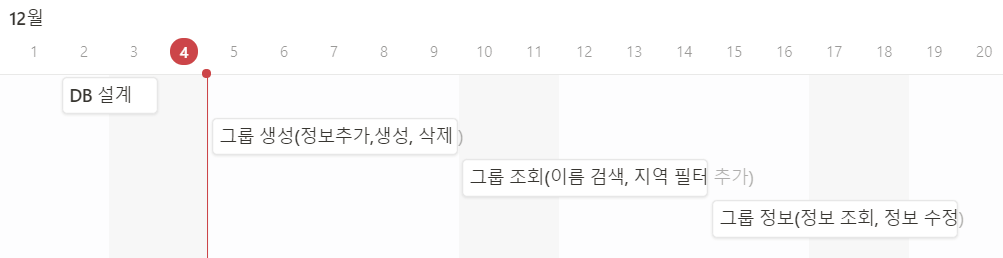 12월
1 2 3 4 5 6 7 8 9 10 11 12 13 14 15 16 17 18 19 20
DB 설계
그룹 생성(정보추가,생성, 삭제 )
그룹 조회(이름 검색, 지역 필터 추가)
그룹 정보(정보 조회, 정보 수정)